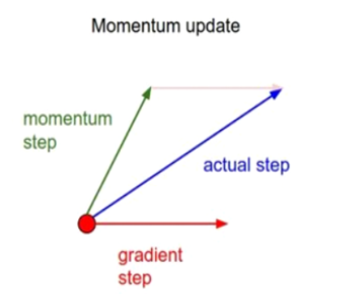 Momentum update
momentum
step
actual step
gradient
step